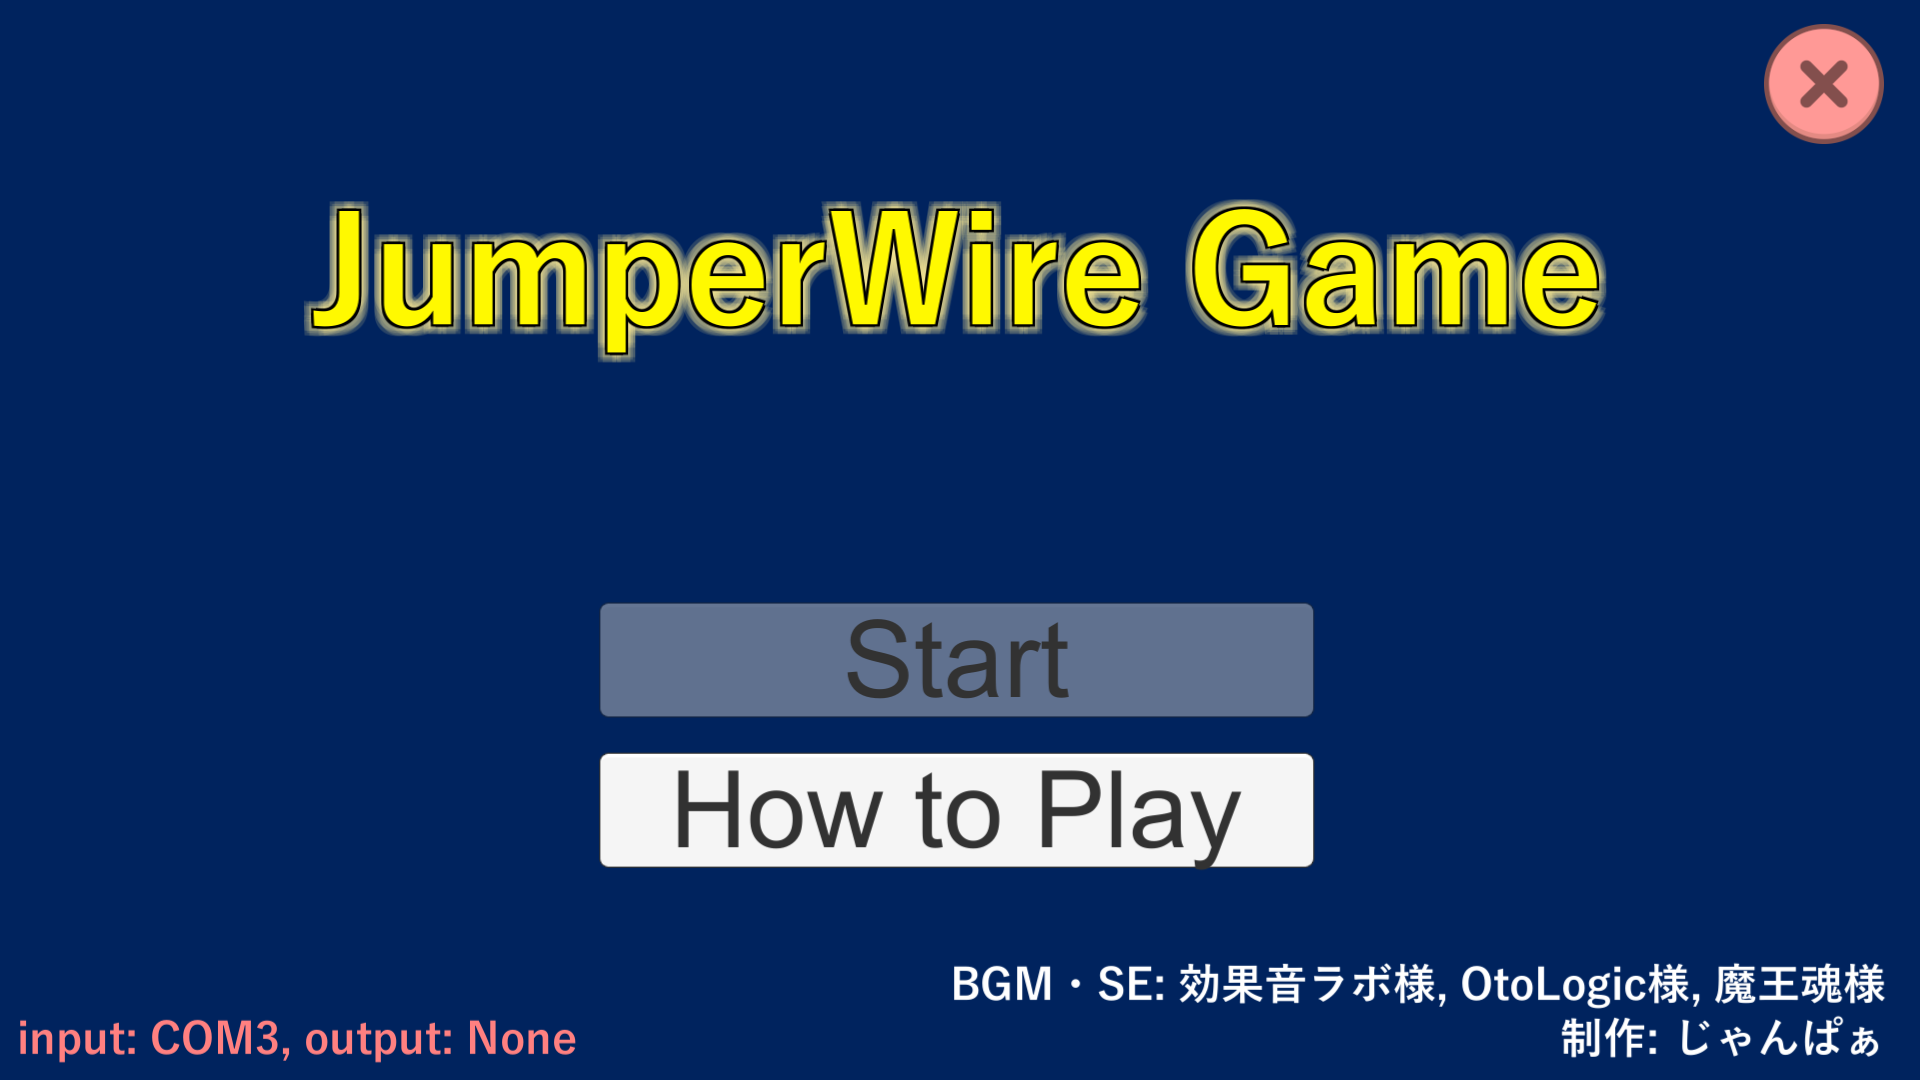 JumperWire Game
Start
How to Play
BGM・SE: 効果音ラボ様, OtoLogic様, 魔王魂様
制作: じゃんぱぁ
input: COM3, output: None